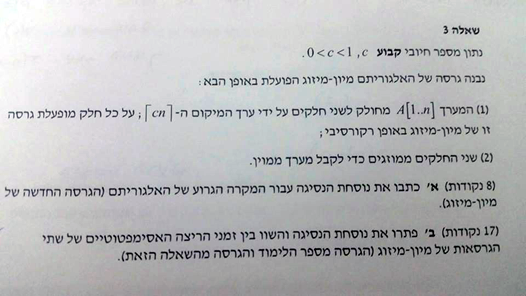 שאלה 3
נתון מספר חיובי קבוע c, 0<c<1.
נבנה גרסה של האלגוריתם מיון-מיזוג הפועלת באופן הבא:
(1) המערך A[1..n] מחולק לשני חלקים על ידי ערך המיקום ה- ⌈cn⌉; על כל חלק מופעלת גרסה
זו של מיון-מיזוג באופן רקורסיבי;
(2) שני החלקים ממוזגים כדי לקבל מערך ממוין.
(8 נקודות) א' כתבו את נוסחת הנסיגה עבור המקרה הגרוע של האלגוריתם (הגרסה החדשה של
מיון-מיזוג).
(17 נקודות) ב' פתרו את נוסחת הנסיגה והשוו בין זמני הריצה האסימפטוטיים של שתי
הגרסאות של מיון-מיזוג (הגרסה מספר הלימוד והגרסה מהשאלה הזאת).